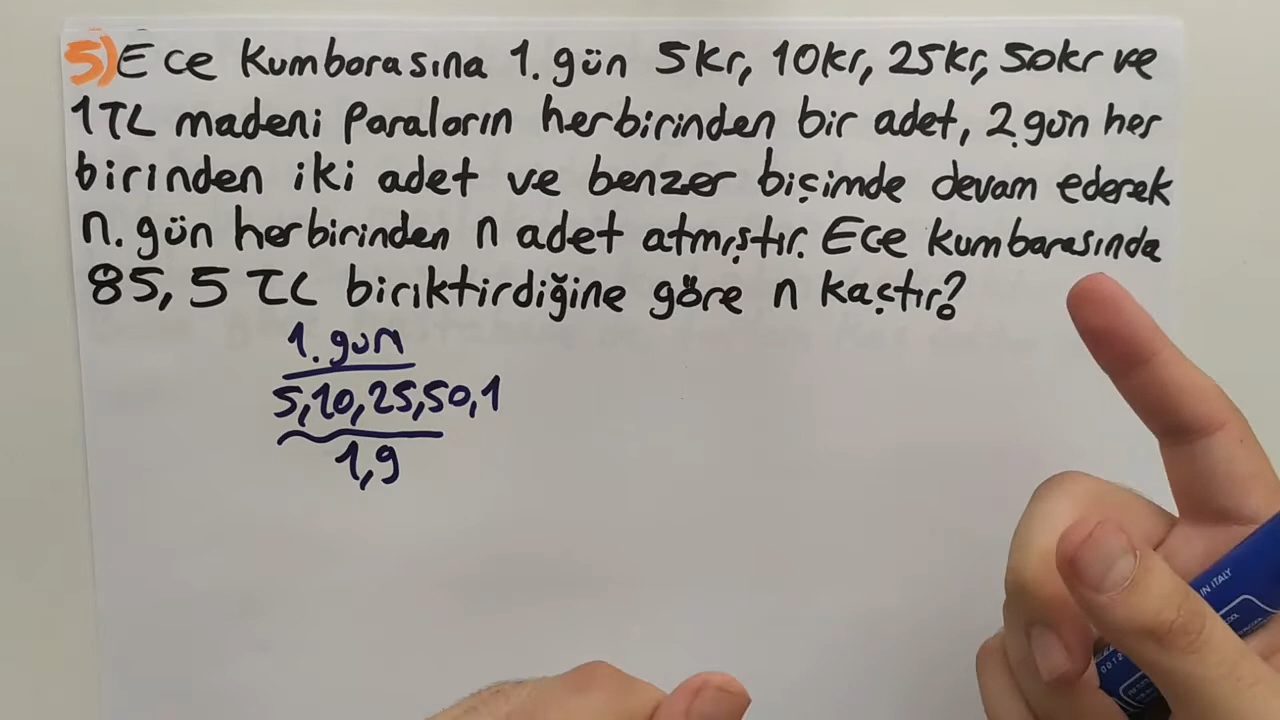 5) Ece Kumbarasına 1. gün 5kr, 10kr, 25kr, 50kr ve
1TL madeni Paraların herbirinden bir adet, 2. gün her
birinden iki adet ve benzer biçimde devam ederek
n. gün herbirinden n adet atmıştır. Ece kumbarasında
85,5 TL biriktirdiğine göre n kaçtır?
1. gün
5,10,25,50,1
1,9
IN ITALY